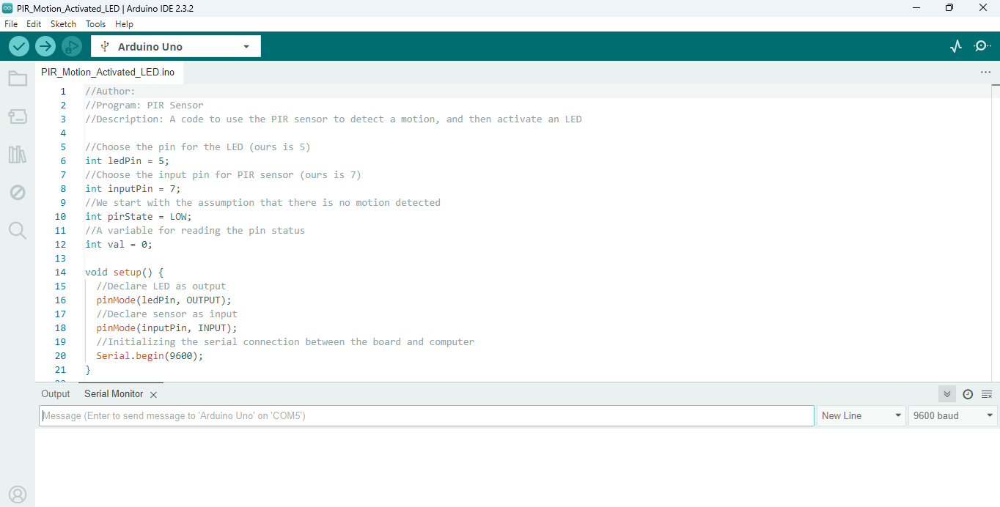 PIR_Motion_Activated_LED | Arduino IDE 2.3.2
File Edit Sketch Tools Help
Arduino Uno
PIR_Motion_Activated_LED.ino
1 //Author:
2 //Program: PIR Sensor
3 //Description: A code to use the PIR sensor to detect a motion, and then activate an LED
4
5 //Choose the pin for the LED (ours is 5)
6 int ledPin = 5;
7 //Choose the input pin for PIR sensor (ours is 7)
8 int inputPin = 7;
9 //We start with the assumption that there is no motion detected
10 int pirState = LOW;
11 //A variable for reading the pin status
12 int val = 0;
13
14 void setup() {
15 //Declare LED as output
16 pinMode(ledPin, OUTPUT);
17 //Declare sensor as input
18 pinMode(inputPin, INPUT);
19 //Initializing the serial connection between the board and computer
20 Serial.begin(9600);
21 }
Output Serial Monitor
Message (Enter to send message to 'Arduino Uno' on 'COM5') New Line 9600 baud